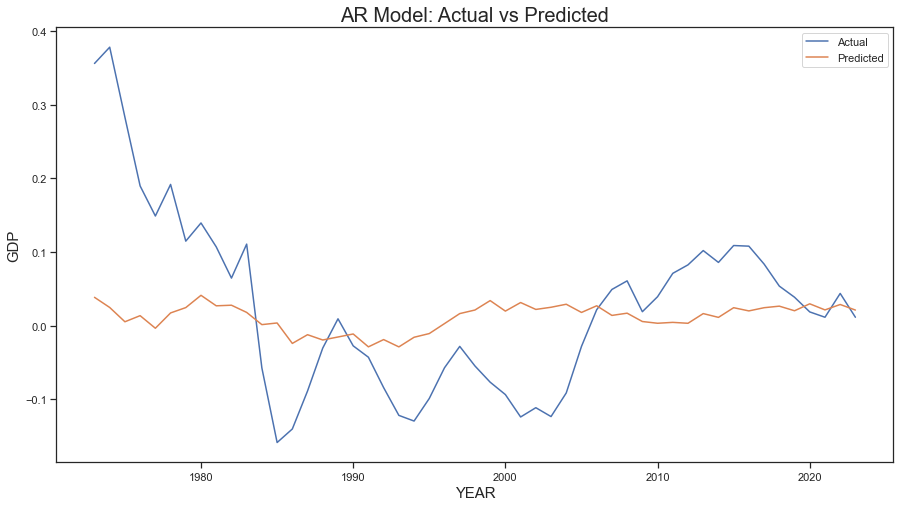 AR Model: Actual vs Predicted
Actual
Predicted
GDP
0.4
0.3
0.2
0.1
0.0
−0.1
1980
1990
2000
2010
2020
YEAR